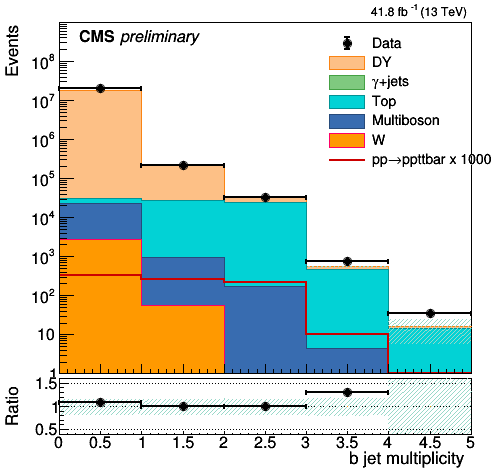 41.8 fb⁻¹ (13 TeV)
CMS preliminary
Events
Data
DY
γ+jets
Top
Multiboson
W
pp→ppttbar x 1000
10⁸
10⁷
10⁶
10⁵
10⁴
10³
10²
10
1
Ratio
1.5
1
0.5
0 0.5 1 1.5 2 2.5 3 3.5 4 4.5 5
b jet multiplicity